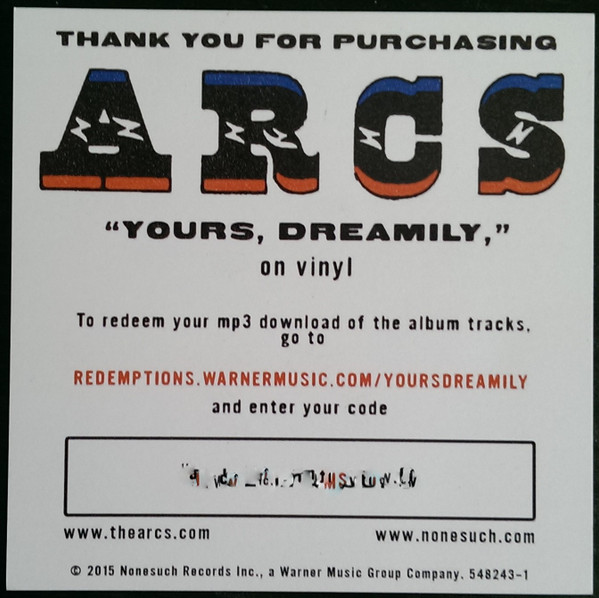 THANK YOU FOR PURCHASING
ARCS
“YOURS, DREAMILY,”
on vinyl
To redeem your mp3 download of the album tracks,
go to
REDEMPTIONS.WARNERMUSIC.COM/YOURSDREAMILY
and enter your code
www.thearcs.com www.nonesuch.com
© 2015 Nonesuch Records Inc., a Warner Music Group Company. 548243-1